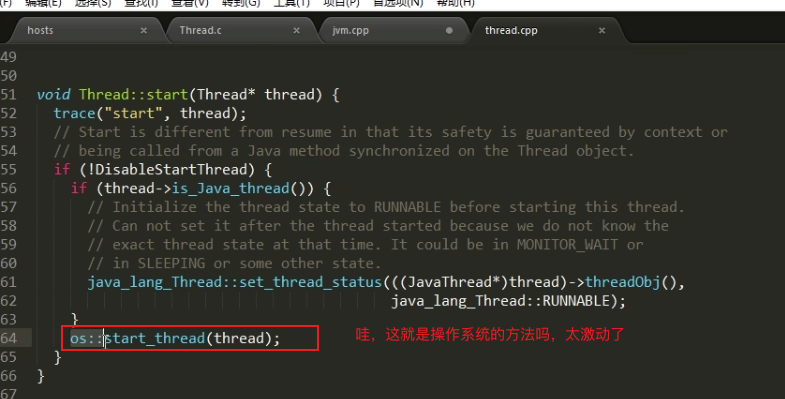 (F) 编辑(E) 选择(S) 查找(I) 查看(V) 转到(G) 工具(T) 项目(P) 首选项(N) 帮助(H)
hosts × Thread.c × jvm.cpp thread.cpp ×
49
50
51 void Thread::start(Thread* thread) {
52 trace("start", thread);
53 // Start is different from resume in that its safety is guaranteed by context or
54 // being called from a Java method synchronized on the Thread object.
55 if (!DisableStartThread) {
56 if (thread->is_Java_thread()) {
57 // Initialize the thread state to RUNNABLE before starting this thread.
58 // Can not set it after the thread started because we do not know the
59 // exact thread state at that time. It could be in MONITOR_WAIT or
60 // in SLEEPING or some other state.
61 java_lang_Thread::set_thread_status(((JavaThread*)thread)->threadObj(),
62 java_lang_Thread::RUNNABLE);
63 }
64 os::start_thread(thread); 哇，这就是操作系统的方法吗，太激动了
65 }
66 }
67